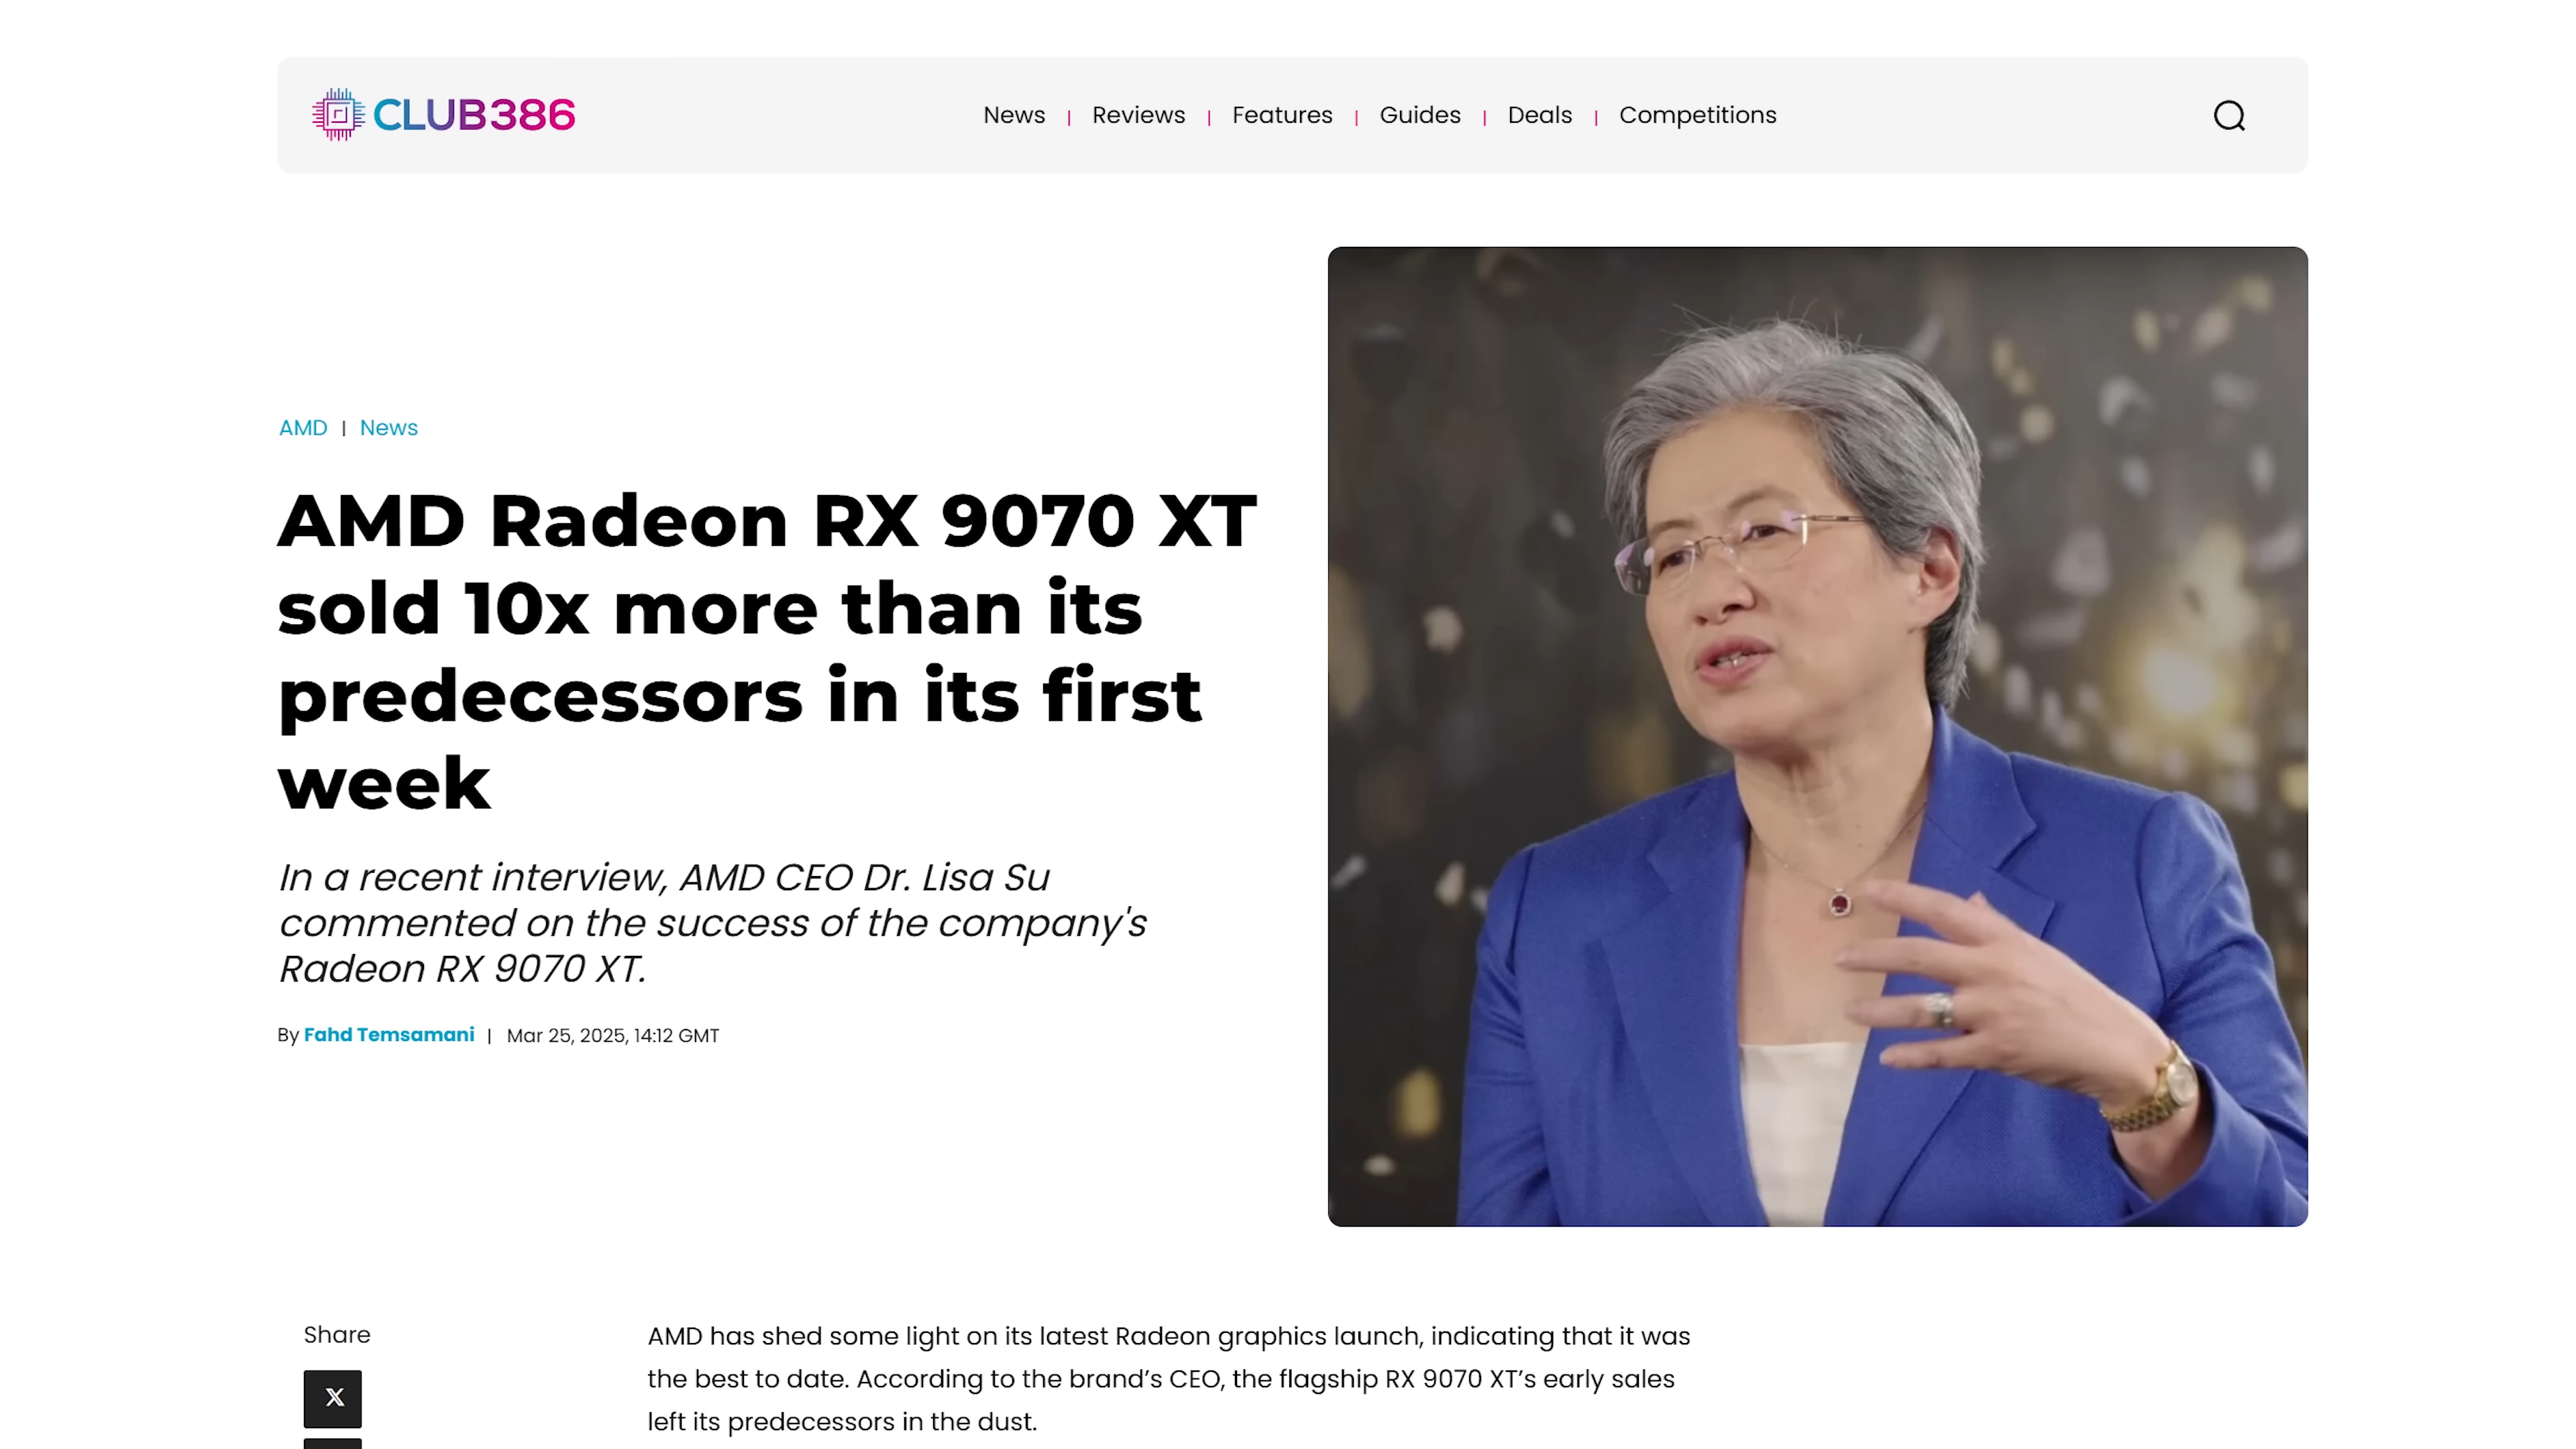 CLUB386
News | Reviews | Features | Guides | Deals | Competitions
AMD | News
AMD Radeon RX 9070 XT
sold 10x more than its
predecessors in its first
week
In a recent interview, AMD CEO Dr. Lisa Su
commented on the success of the company's
Radeon RX 9070 XT.
By Fahd Temsamani | Mar 25, 2025, 14:12 GMT
Share
X
AMD has shed some light on its latest Radeon graphics launch, indicating that it was
the best to date. According to the brand’s CEO, the flagship RX 9070 XT’s early sales
left its predecessors in the dust.